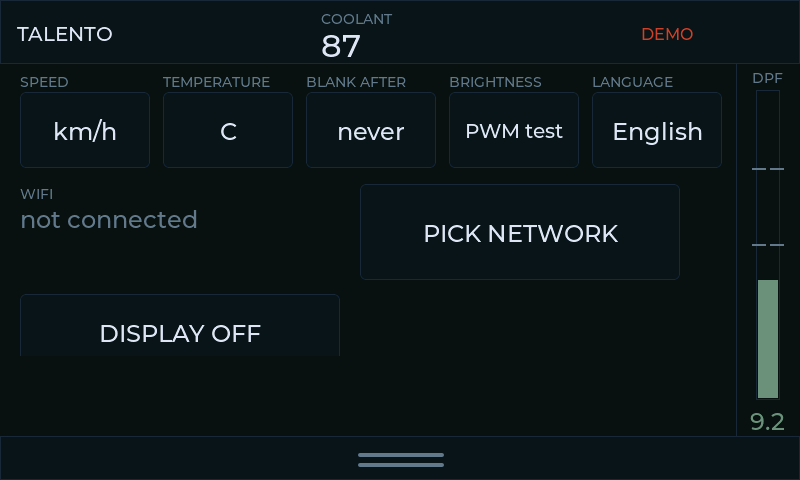 TALENTO
COOLANT
87
DEMO
SPEED
TEMPERATURE
BLANK AFTER
BRIGHTNESS
LANGUAGE
DPF
km/h
C
never
PWM test
English
WIFI
not connected
PICK NETWORK
DISPLAY OFF
9.2